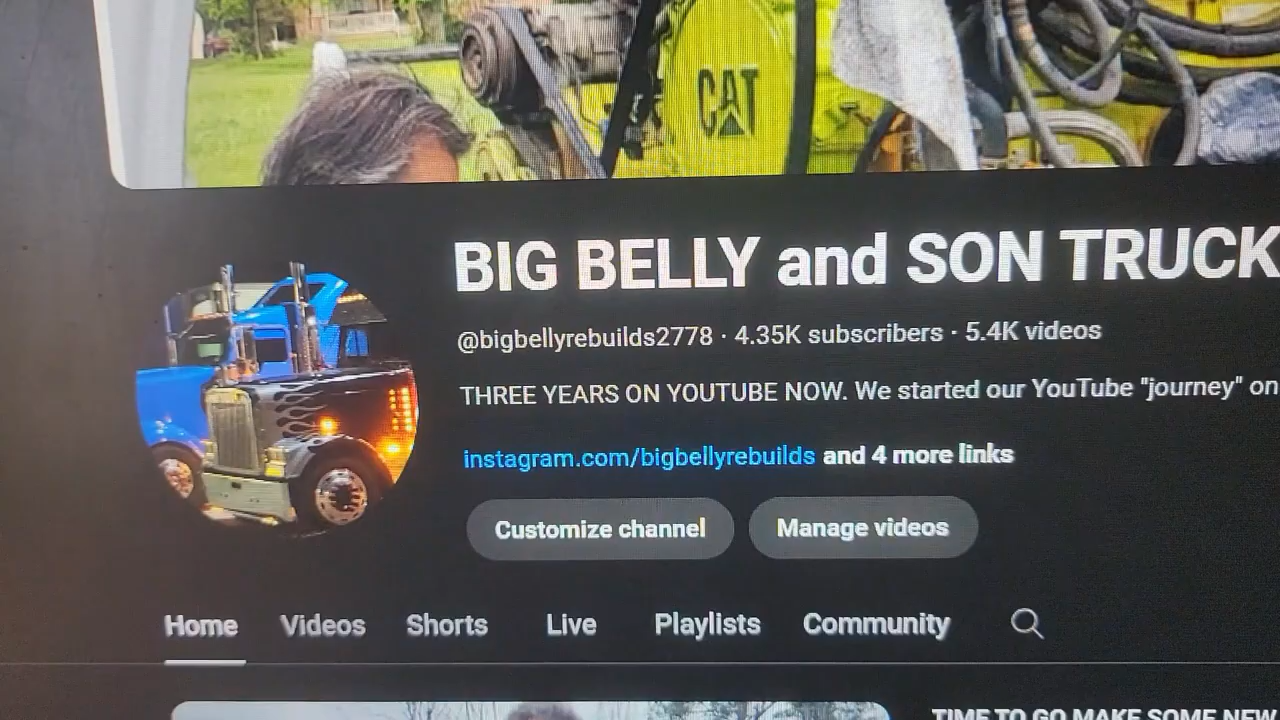 CAT
BIG BELLY and SON TRUCK
@bigbellyrebuilds2778 · 4.35K subscribers · 5.4K videos
THREE YEARS ON YOUTUBE NOW. We started our YouTube "journey" on
instagram.com/bigbellyrebuilds and 4 more links
Customize channel Manage videos
Home Videos Shorts Live Playlists Community
TIME TO GO MAKE SOME NEW